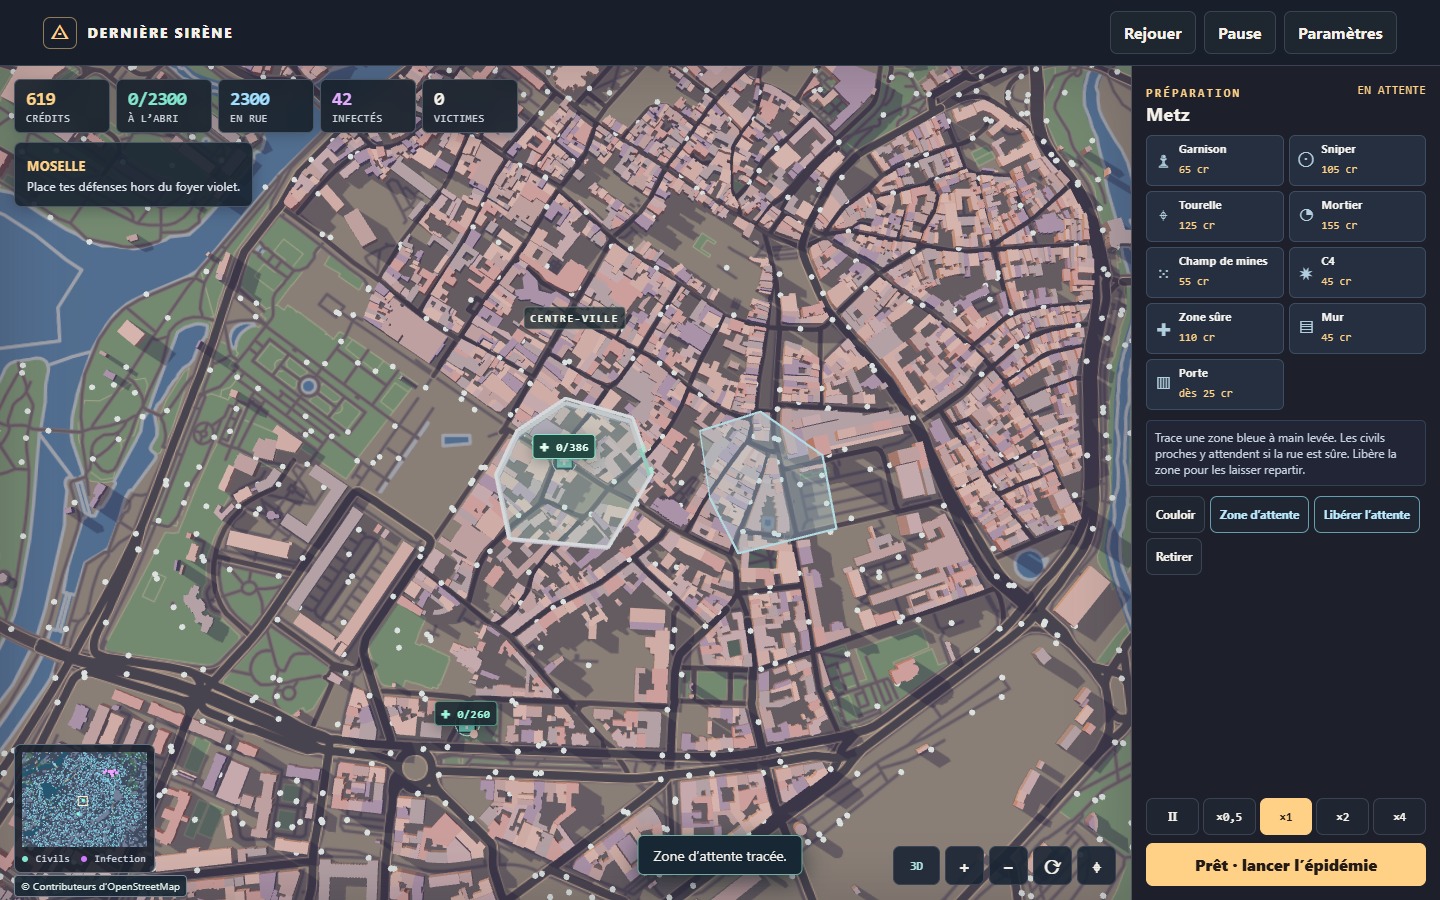 DERNIÈRE SIRÈNE
Rejouer
Pause
Paramètres
619
CRÉDITS
0/2300
À L'ABRI
2300
EN RUE
42
INFECTÉS
0
VICTIMES
MOSELLE
Place tes défenses hors du foyer violet.
CENTRE-VILLE
0/386
0/260
Civils
Infection
© Contributeurs d'OpenStreetMap
Zone d'attente tracée.
3D
+
−
PRÉPARATION
EN ATTENTE
Metz
Garnison
65 cr
Sniper
105 cr
Tourelle
125 cr
Mortier
155 cr
Champ de mines
55 cr
C4
45 cr
Zone sûre
110 cr
Mur
45 cr
Porte
dès 25 cr
Trace une zone bleue à main levée. Les civils
proches y attendent si la rue est sûre. Libère la
zone pour les laisser repartir.
Couloir
Zone d'attente
Libérer l'attente
Retirer
II
×0,5
×1
×2
×4
Prêt · lancer l'épidémie